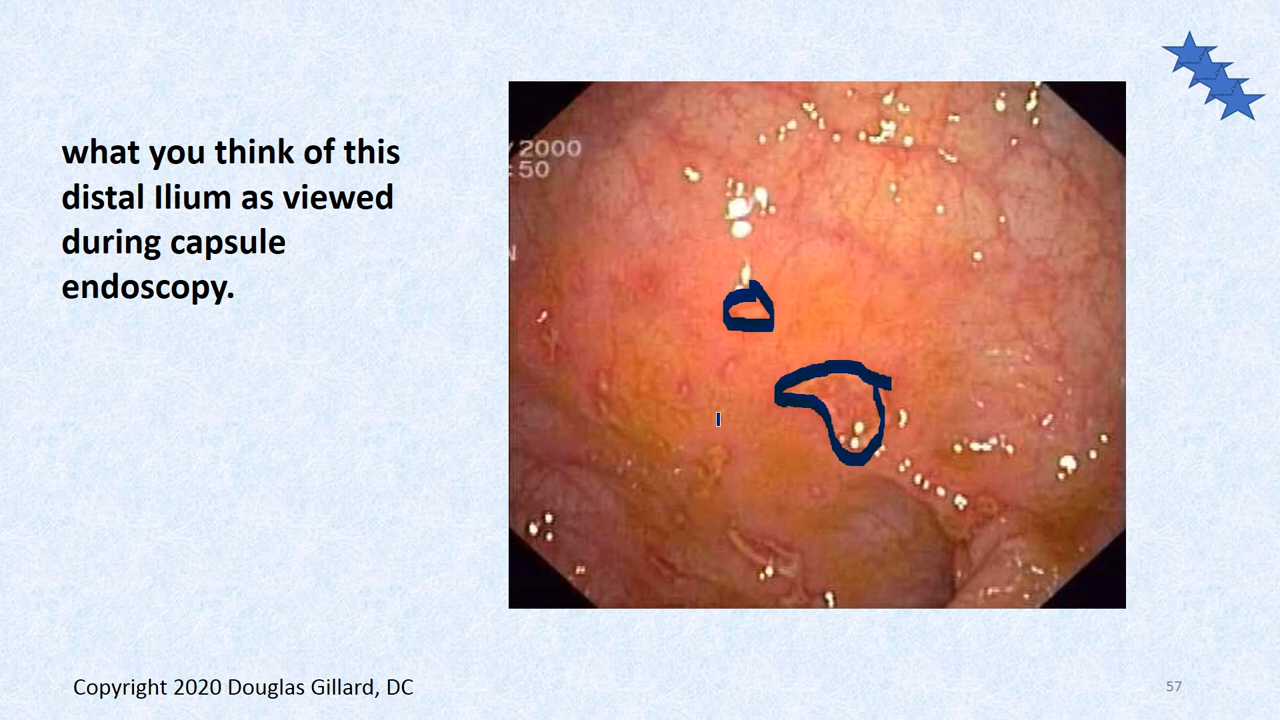 what you think of this
distal Ilium as viewed
during capsule
endoscopy.
/2000
:50
N
Copyright 2020 Douglas Gillard, DC
57